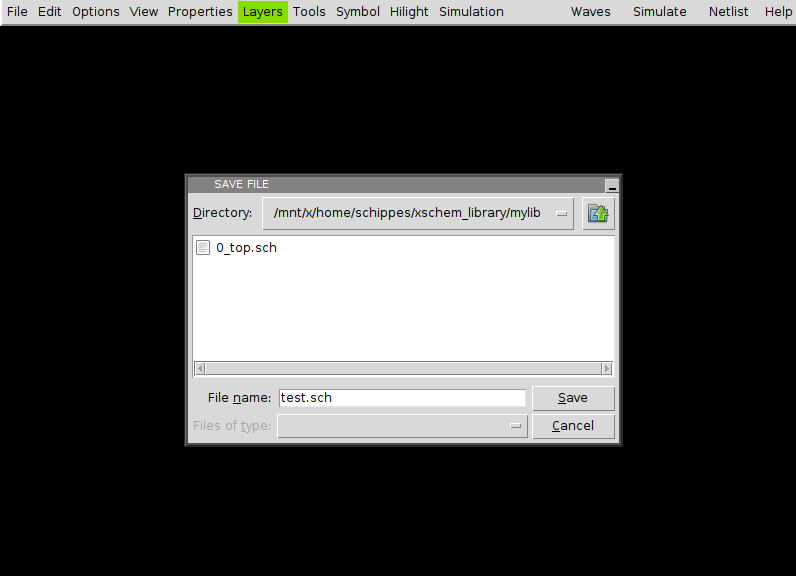 File Edit Options View Properties Layers Tools Symbol Hilight Simulation Waves Simulate Netlist Help
SAVE FILE
Directory: /mnt/x/home/schippes/xschem_library/mylib
0_top.sch
File name: test.sch Save
Files of type: Cancel